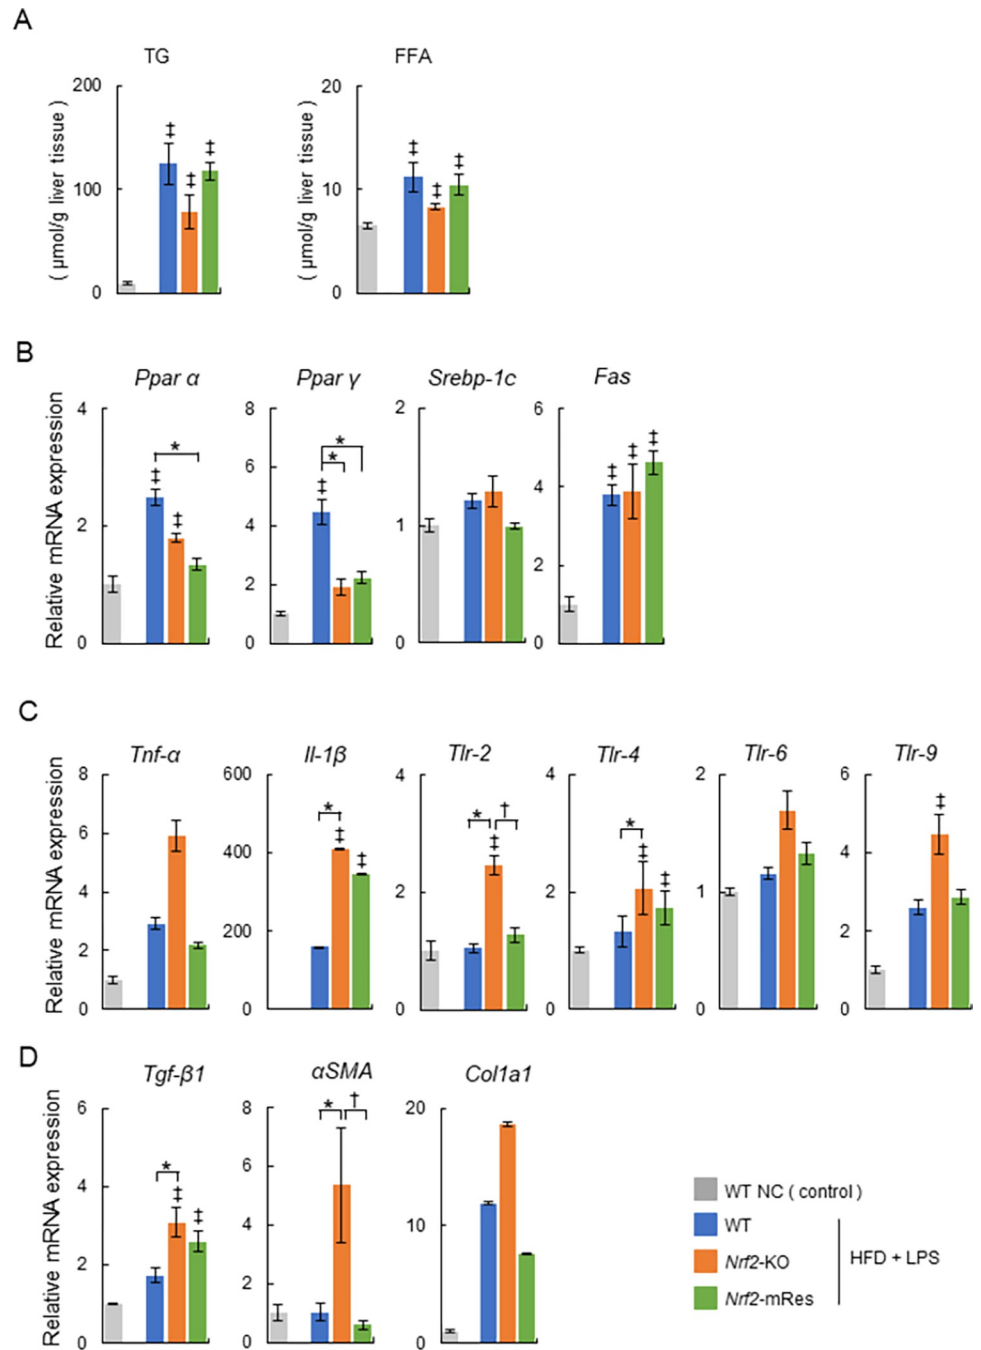 A
TG
FFA
( µmol/g liver tissue )
200
100
0
‡
‡
‡
( µmol/g liver tissue )
20
10
0
‡
‡
‡
B
Ppar α
Ppar γ
Srebp-1c
Fas
Relative mRNA expression
4
2
0
‡
‡
*
8
6
4
2
0
‡
*
*
2
1
0
6
4
2
0
‡
‡
‡
C
Tnf-α
Il-1β
Tlr-2
Tlr-4
Tlr-6
Tlr-9
Relative mRNA expression
8
6
4
2
0
600
400
200
0
*
‡
‡
4
2
0
*
†
‡
4
2
0
*
‡
‡
2
1
0
6
4
2
0
‡
D
Tgf-β1
αSMA
Col1a1
Relative mRNA expression
6
4
2
0
*
‡
‡
8
6
4
2
0
*
†
20
10
0
WT NC ( control )
WT
Nrf2-KO
Nrf2-mRes
HFD + LPS